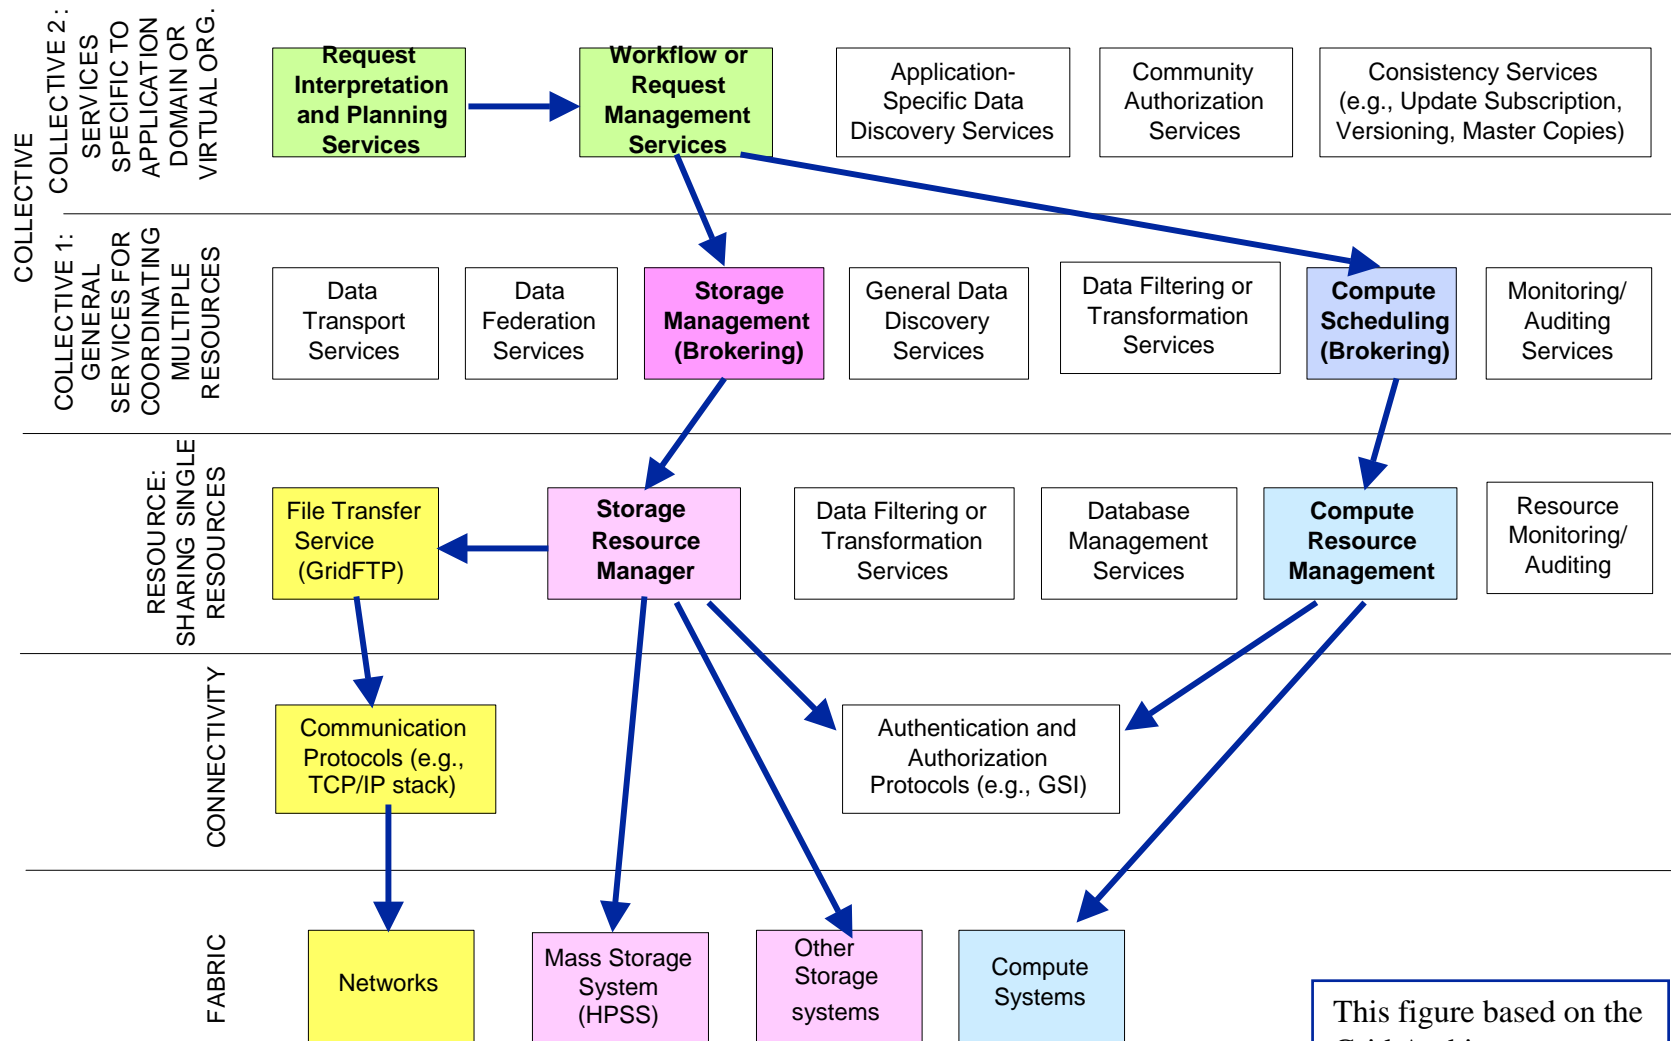 COLLECTIVE
COLLECTIVE 2:
SERVICES
SPECIFIC TO
APPLICATION
DOMAIN OR
VIRTUAL ORG.
Request
Interpretation
and Planning
Services
Workflow or
Request
Management
Services
Application-
Specific Data
Discovery Services
Community
Authorization
Services
Consistency Services
(e.g., Update Subscription,
Versioning, Master Copies)
COLLECTIVE 1:
GENERAL
SERVICES FOR
COORDINATING
MULTIPLE
RESOURCES
Data
Transport
Services
Data
Federation
Services
Storage
Management
(Brokering)
General Data
Discovery
Services
Data Filtering or
Transformation
Services
Compute
Scheduling
(Brokering)
Monitoring/
Auditing
Services
RESOURCE:
SHARING SINGLE
RESOURCES
File Transfer
Service
(GridFTP)
Storage
Resource
Manager
Data Filtering or
Transformation
Services
Database
Management
Services
Compute
Resource
Management
Resource
Monitoring/
Auditing
CONNECTIVITY
Communication
Protocols (e.g.,
TCP/IP stack)
Authentication and
Authorization
Protocols (e.g., GSI)
FABRIC
Networks
Mass Storage
System
(HPSS)
Other
Storage
systems
Compute
Systems
This figure based on the